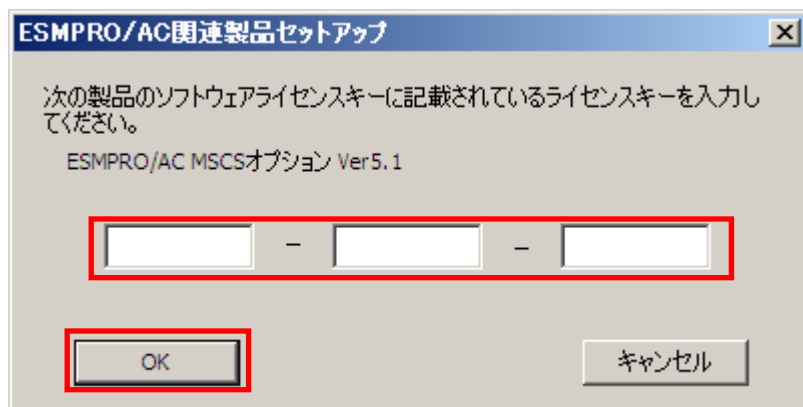 ESMPRO/AC関連製品セットアップ
次の製品のソフトウェアライセンスキーに記載されているライセンスキーを入力し
てください。
ESMPRO/AC MSCSオプション Ver5.1
– –
OK キャンセル